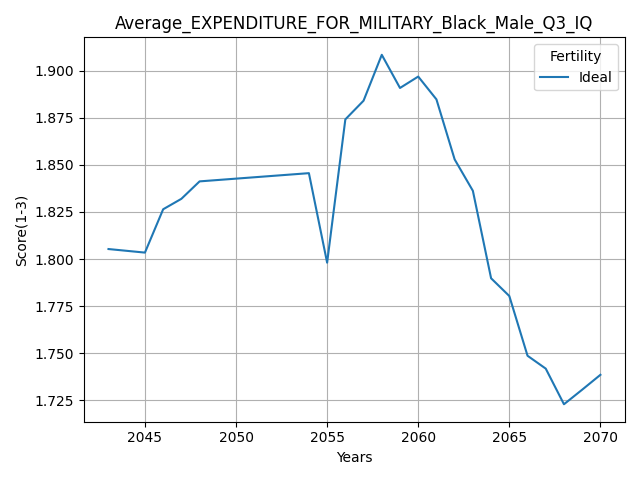 Average_EXPENDITURE_FOR_MILITARY_Black_Male_Q3_IQ
Fertility
Ideal
Score(1-3)
1.900
1.875
1.850
1.825
1.800
1.775
1.750
1.725
2045 2050 2055 2060 2065 2070
Years